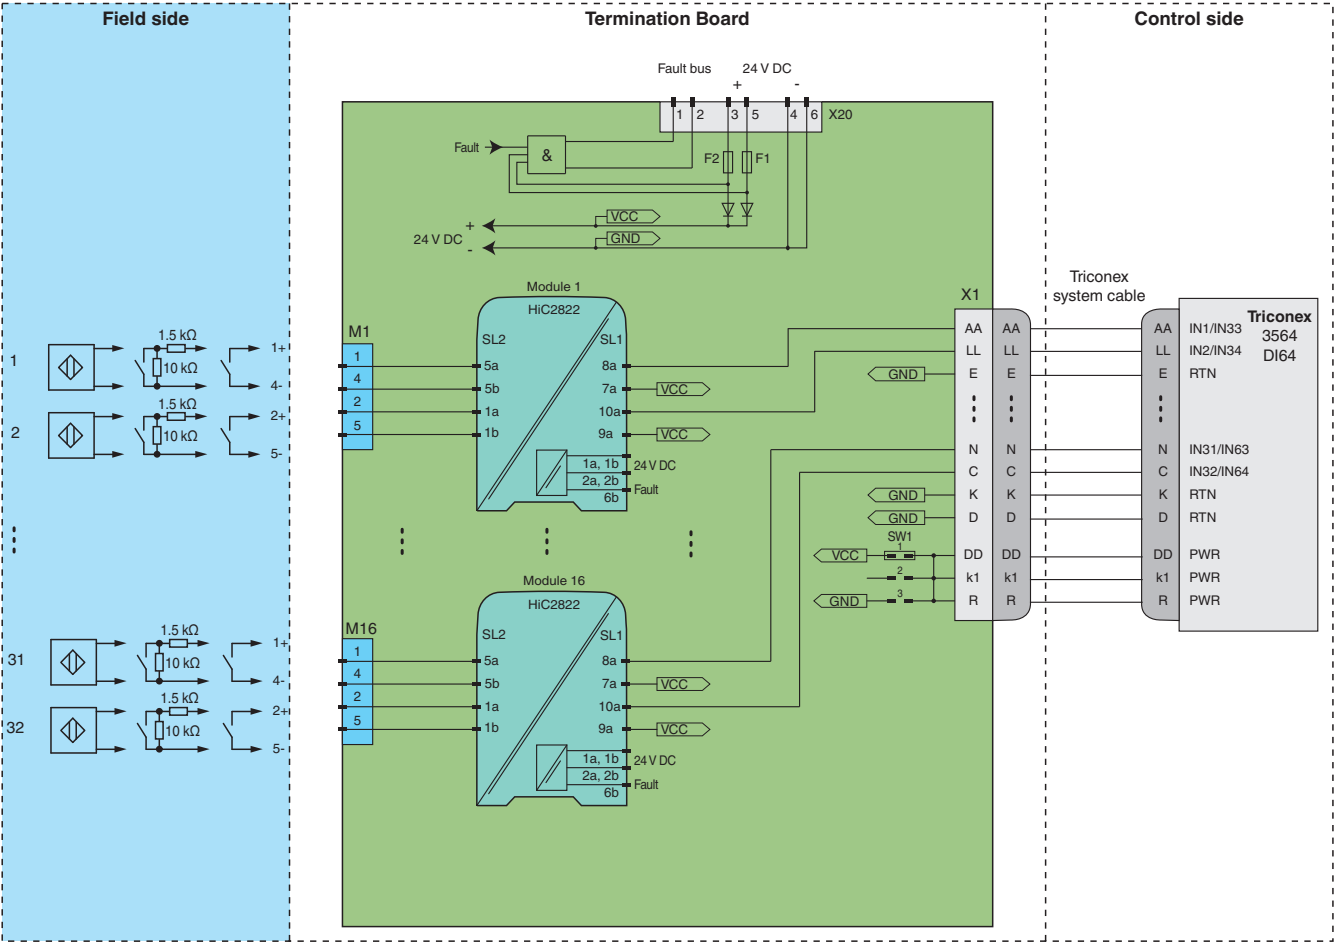 Field side
Termination Board
Control side
Fault bus
24 V DC
+
-
1
2
3
5
4
6
X20
Fault
&
F2
F1
VCC
+
24 V DC
-
GND
Module 1
HiC2822
SL2
SL1
M1
1
4
2
5
5a
5b
1a
1b
8a
7a
VCC
10a
9a
VCC
1a, 1b
24 V DC
2a, 2b
Fault
6b
1
1.5 kΩ
10 kΩ
1+
4-
2
1.5 kΩ
10 kΩ
2+
5-
X1
Triconex
system cable
Triconex
3564
DI64
AA AA AA IN1/IN33
LL LL LL IN2/IN34
GND E E E RTN
N N N IN31/IN63
C C C IN32/IN64
GND K K K RTN
GND D D D RTN
SW1
VCC 1 DD DD DD PWR
2 k1 k1 k1 PWR
GND 3 R R R PWR
Module 16
HiC2822
SL2
SL1
M16
1
4
2
5
5a
5b
1a
1b
8a
7a
VCC
10a
9a
VCC
1a, 1b
24 V DC
2a, 2b
Fault
6b
31
1.5 kΩ
10 kΩ
1+
4-
32
1.5 kΩ
10 kΩ
2+
5-